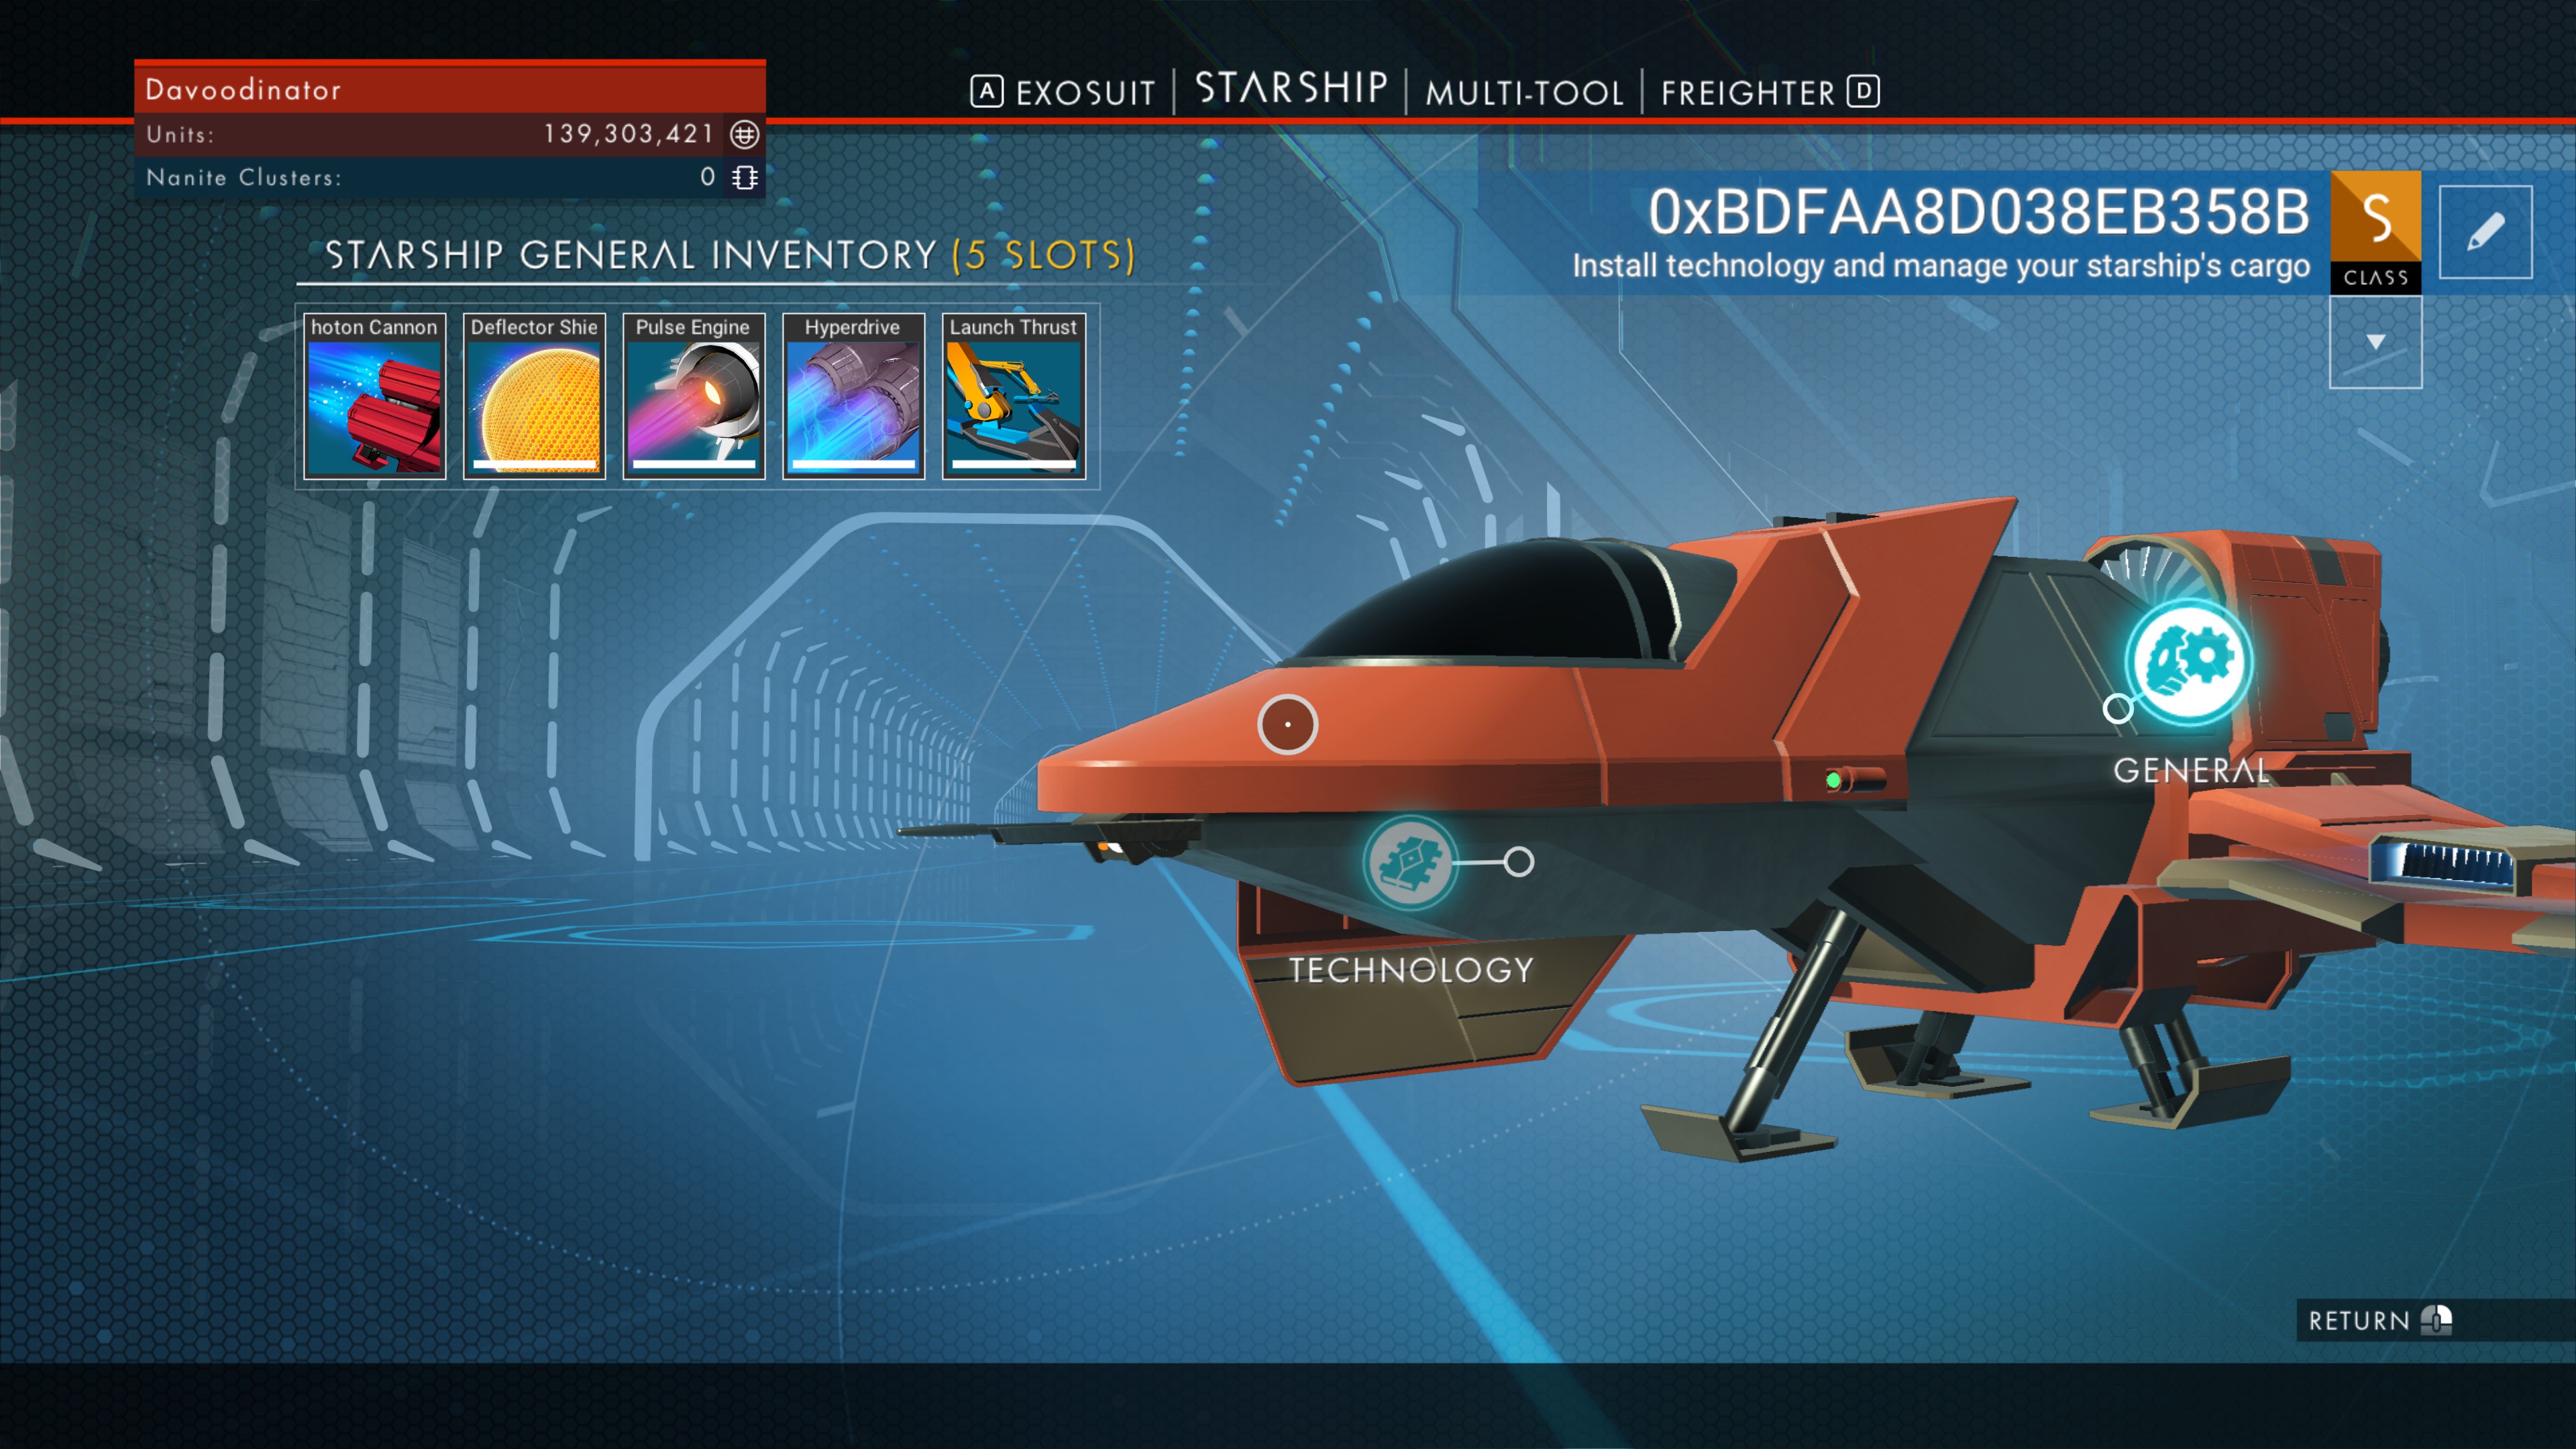 Davoodinator
Units: 139,303,421
Nanite Clusters: 0
A EXOSUIT STARSHIP MULTI-TOOL FREIGHTER D
0xBDFAA8D038EB358B
Install technology and manage your starship's cargo
S
CLASS
STARSHIP GENERAL INVENTORY (5 SLOTS)
hoton Cannon Deflector Shie Pulse Engine Hyperdrive Launch Thrust
GENERAL
TECHNOLOGY
RETURN